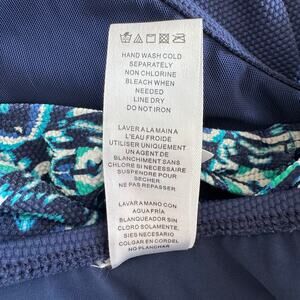 HAND WASH COLD
SEPARATELY
NON CHLORINE
BLEACH WHEN
NEEDED
LINE DRY
DO NOT IRON
LAVER A LA MAIN A
L'EAU FROIDE
UTILISER UNIQUEMENT
UN AGENT DE
BLANCHIMENT SANS
CHLORE SI NECESSAIRE
SUSPENDRE POUR
SECHER
NE PAS REPASSER
LAVAR A MANO CON
AGUA FRIA
BLANQUEADOR SIN
CLORO SOLAMENTE,
SI ES NECESARIO
COLGAR EN CORDEL
NO PLANCHAR